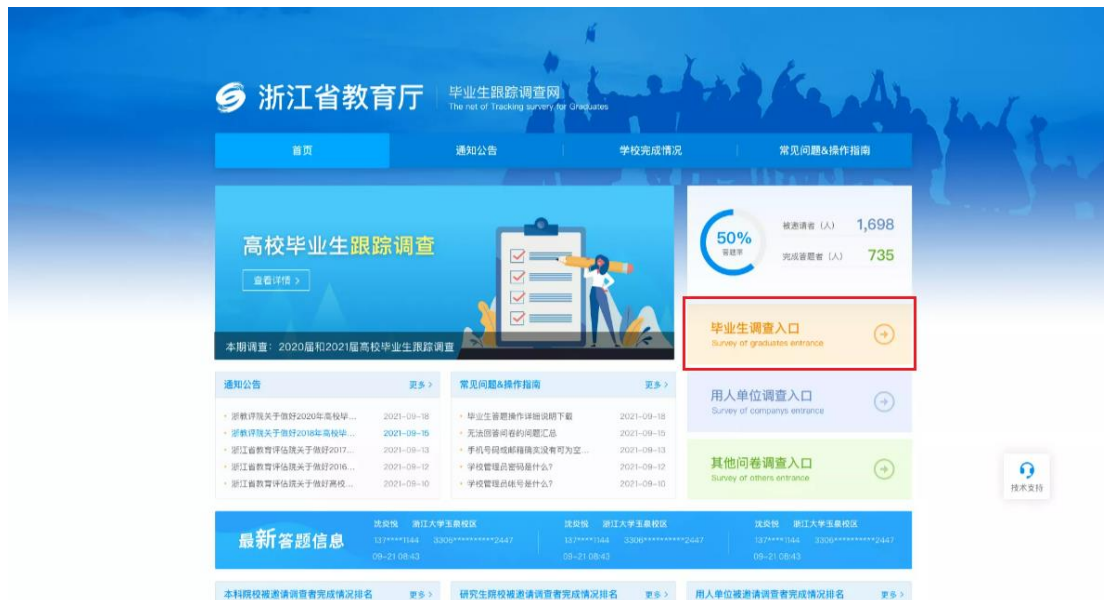 浙江省教育厅
毕业生跟踪调查网
The net of Tracking survery for Graduates
首页
通知公告
学校完成情况
常见问题&操作指南
高校毕业生跟踪调查
查看详情 >
本期调查：2020届和2021届高校毕业生跟踪调查
50%
答题率
被邀请者（人） 1,698
完成答题者（人） 735
毕业生调查入口
Survey of graduates entrance
用人单位调查入口
Survey of companys entrance
其他问卷调查入口
Survey of others entrance
通知公告 更多 >
浙教评院关于做好2020年高校毕... 2021-09-18
浙教评院关于做好2018年高校毕... 2021-09-15
浙江省教育评估院关于做好2017... 2021-09-13
浙江省教育评估院关于做好2016... 2021-09-12
浙江省教育评估院关于做好高校... 2021-09-10
常见问题&操作指南 更多 >
毕业生答题操作详细说明下载 2021-09-18
无法回答问卷的问题汇总 2021-09-15
手机号码或邮箱确实没有可为空... 2021-09-13
学校管理员密码是什么? 2021-09-12
学校管理员帐号是什么? 2021-09-10
技术支持
最新答题信息
沈炎悦 浙江大学玉泉校区
137****1144 3306**********2447
09-21 08:43
沈炎悦 浙江大学玉泉校区
137****1144 3306**********2447
09-21 08:43
沈炎悦 浙江大学玉泉校区
137****1144 3306**********2447
09-21 08:43
本科院校被邀请调查者完成情况排名 更多 >
研究生院校被邀请调查者完成情况排名 更多 >
用人单位被邀请调查者完成情况排名 更多 >